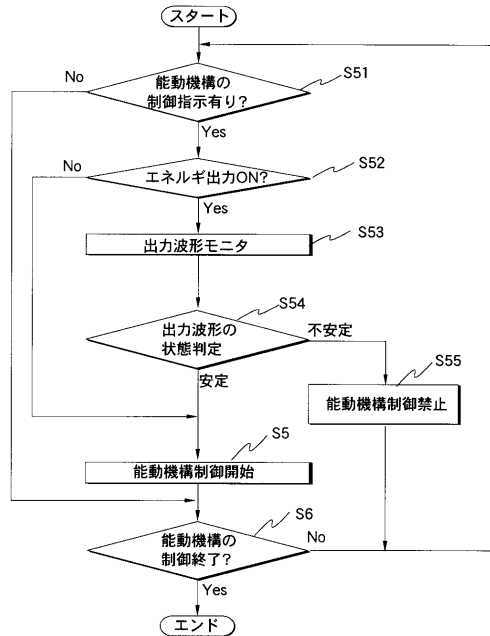 スタート
能動機構の
制御指示有り?
S51
No
Yes
エネルギ出力ON?
S52
No
Yes
出力波形モニタ
S53
出力波形の
状態判定
S54
不安定
安定
能動機構制御禁止
S55
能動機構制御開始
S5
能動機構の
制御終了?
S6
No
Yes
エンド